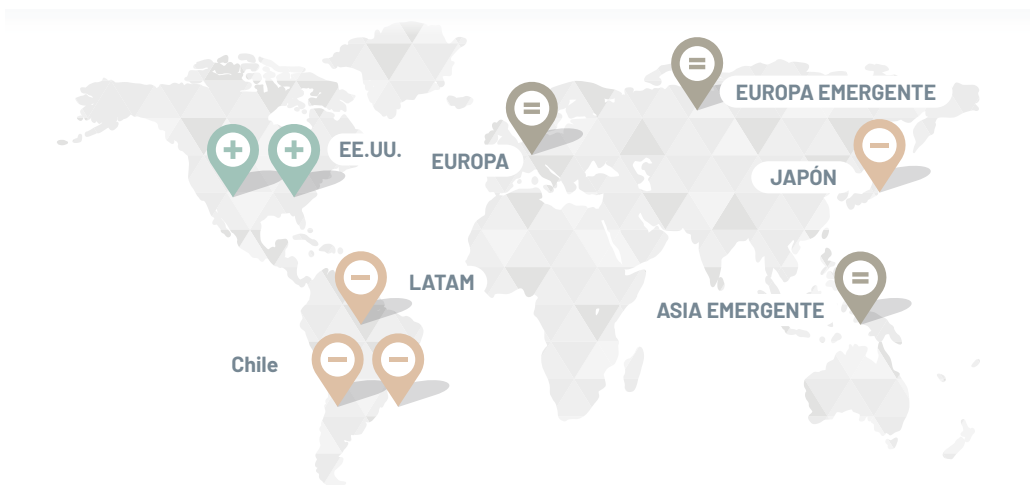 EUROPA EMERGENTE
EE.UU.
EUROPA
JAPÓN
LATAM
ASIA EMERGENTE
Chile